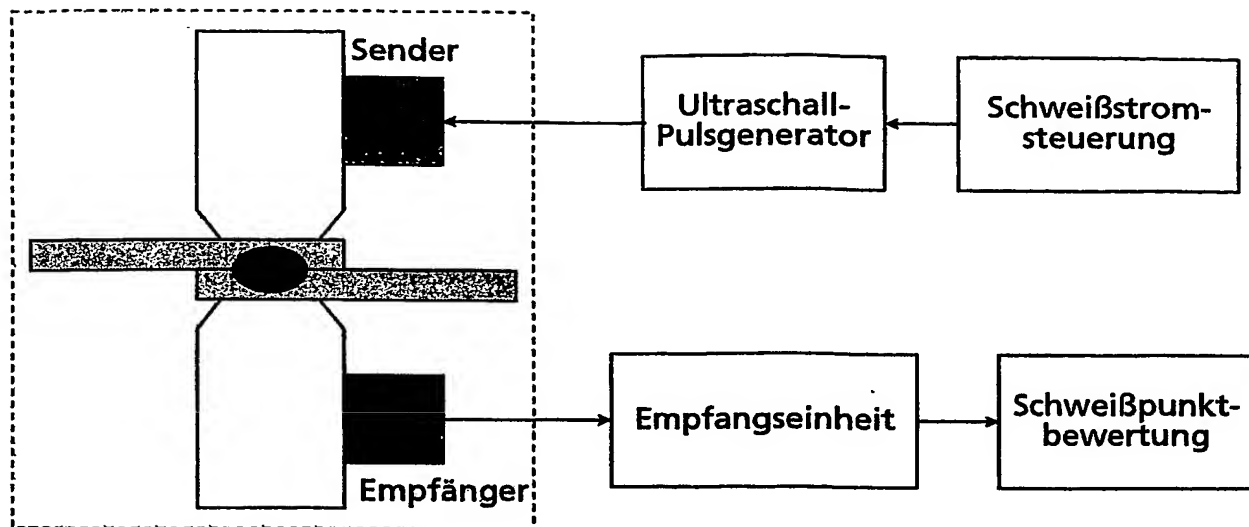 Sender
Ultraschall-
Pulsgenerator
Schweißstrom-
steuerung
Empfänger
Empfangseinheit
Schweißpunkt-
bewertung